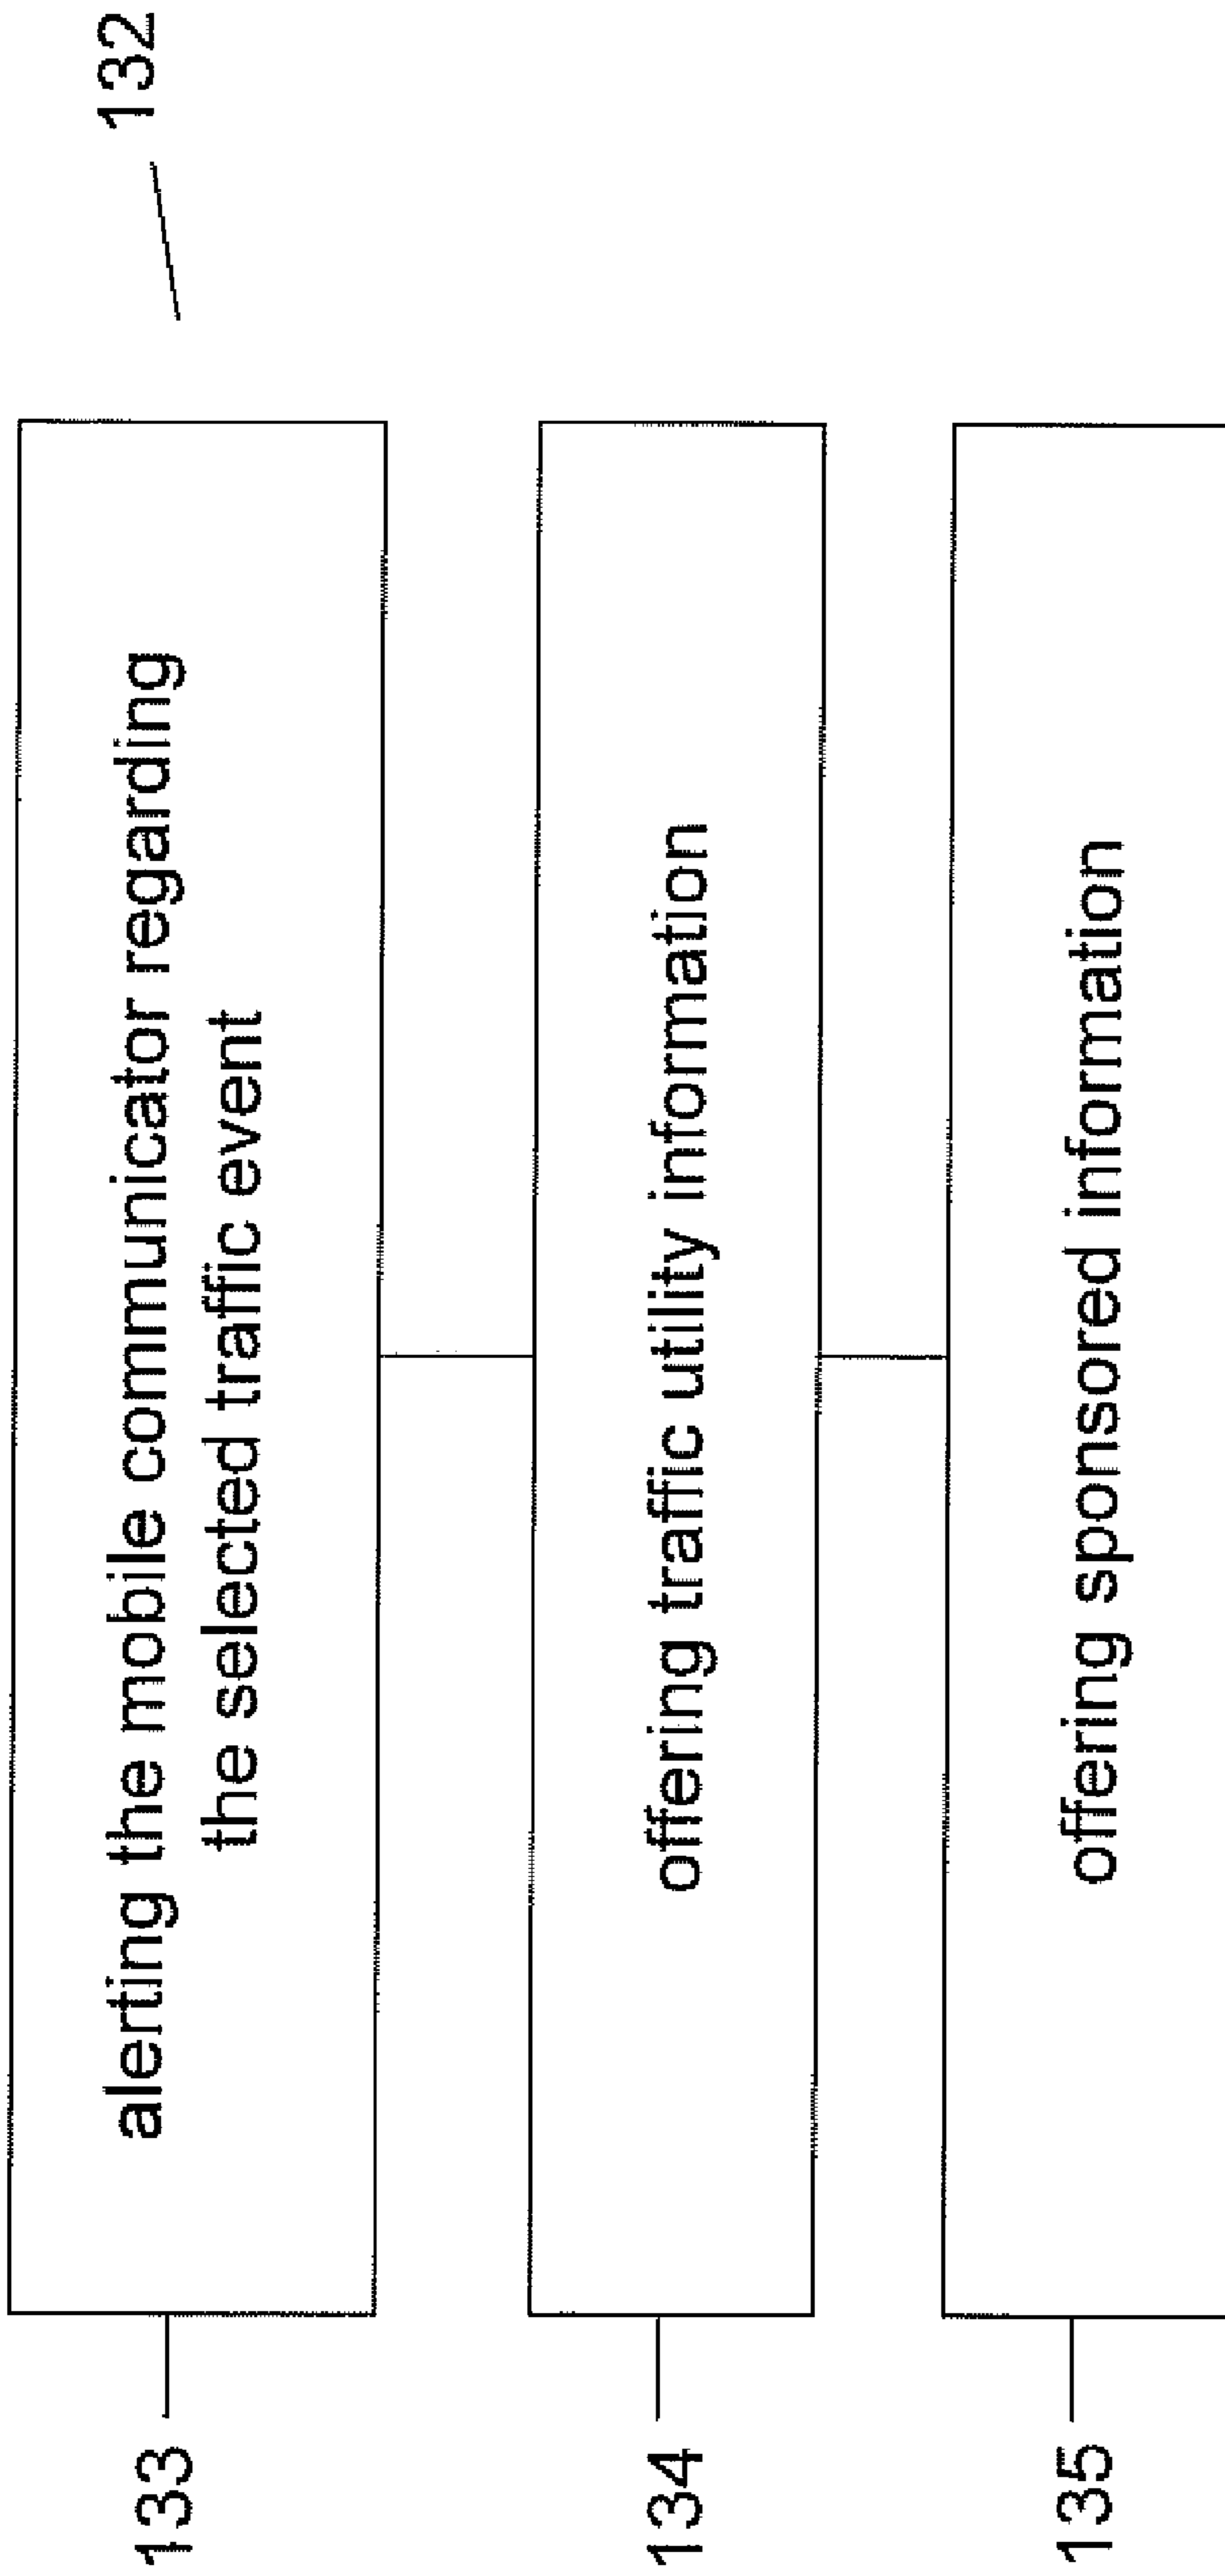 132
133
alerting the mobile communicator regarding
the selected traffic event
134
offering traffic utility information
135
offering sponsored information